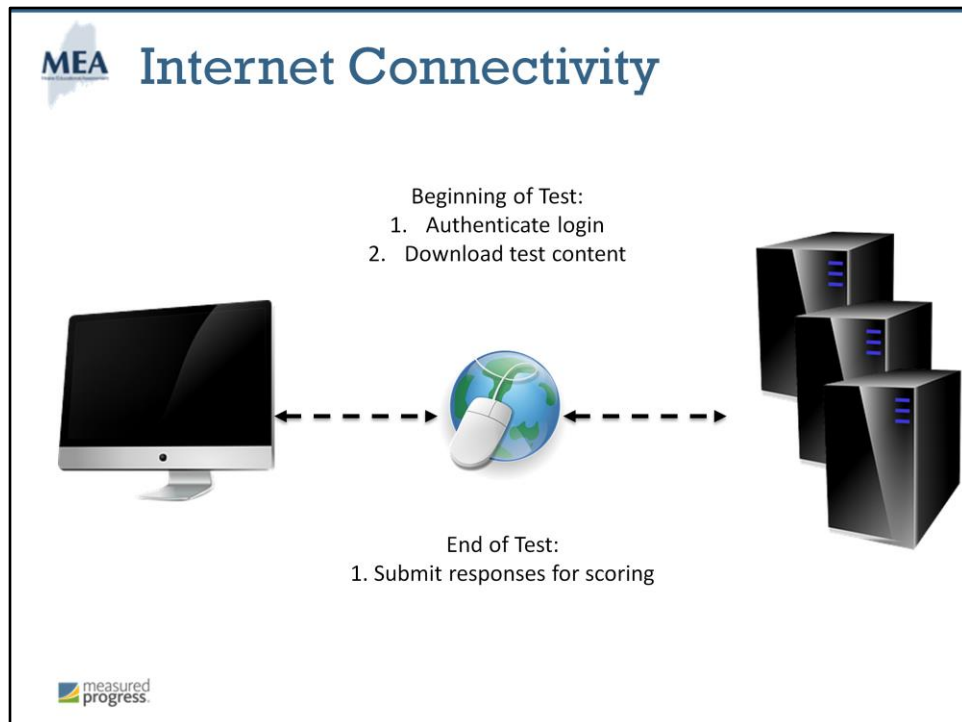 MEA
Internet Connectivity
Beginning of Test:
1. Authenticate login
2. Download test content
End of Test:
1. Submit responses for scoring
measured
progress.